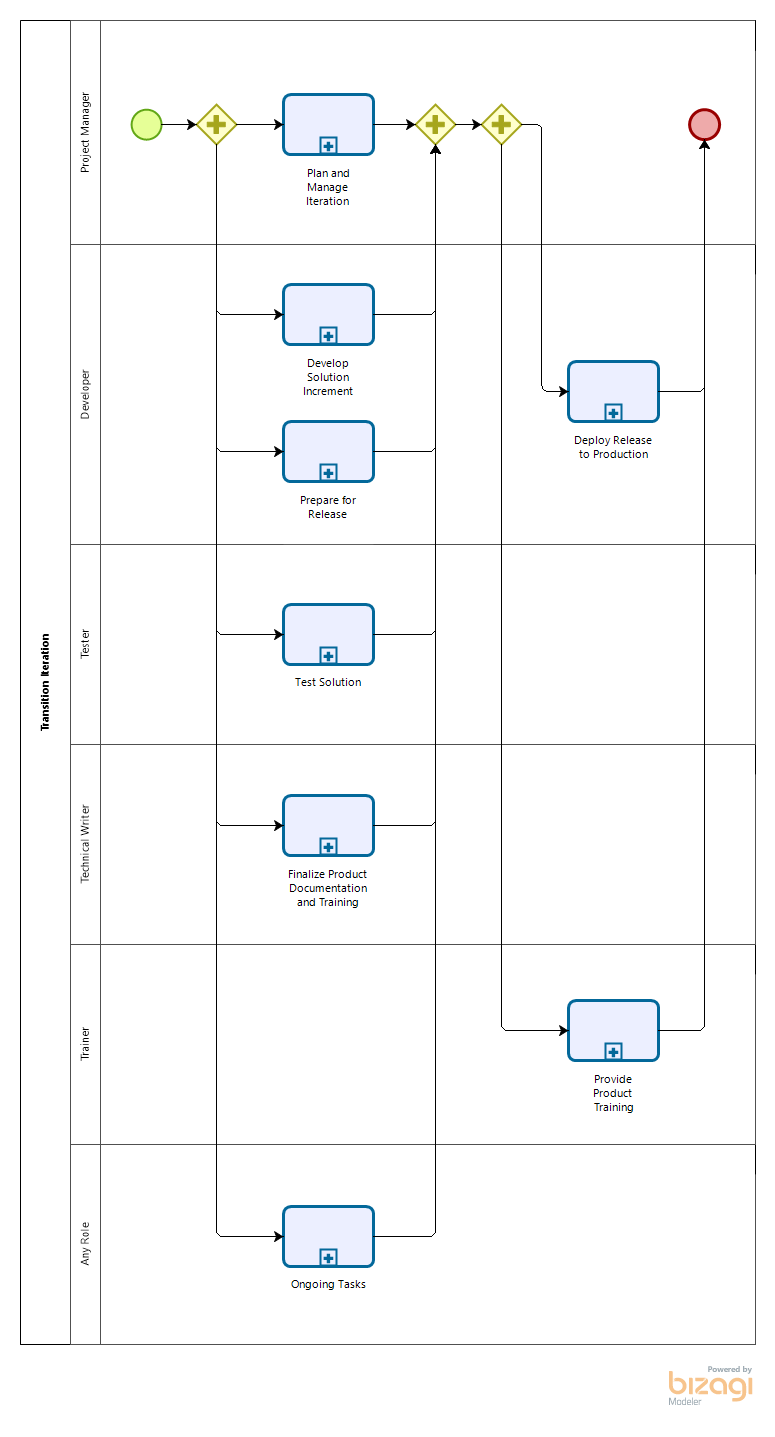 Transition Iteration
Project Manager
Plan and
Manage
Iteration
Developer
Develop
Solution
Increment
Deploy Release
to Production
Prepare for
Release
Tester
Test Solution
Technical Writer
Finalize Product
Documentation
and Training
Trainer
Provide
Product
Training
Any Role
Ongoing Tasks
Powered by
bizagi
Modeler